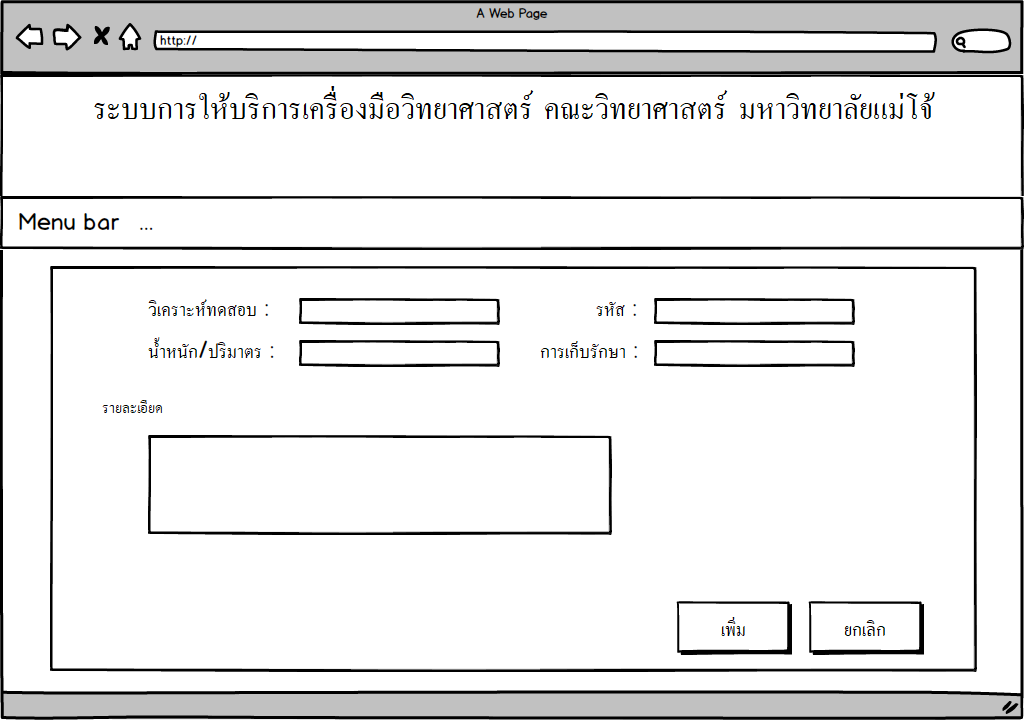 A Web Page
http://
ระบบการให้บริการเครื่องมือวิทยาศาสตร์ คณะวิทยาศาสตร์ มหาวิทยาลัยแม่โจ้
Menu bar ...
วิเคราะห์ทดสอบ : รหัส :
น้ำหนัก/ปริมาตร : การเก็บรักษา :
รายละเอียด
เพิ่ม ยกเลิก